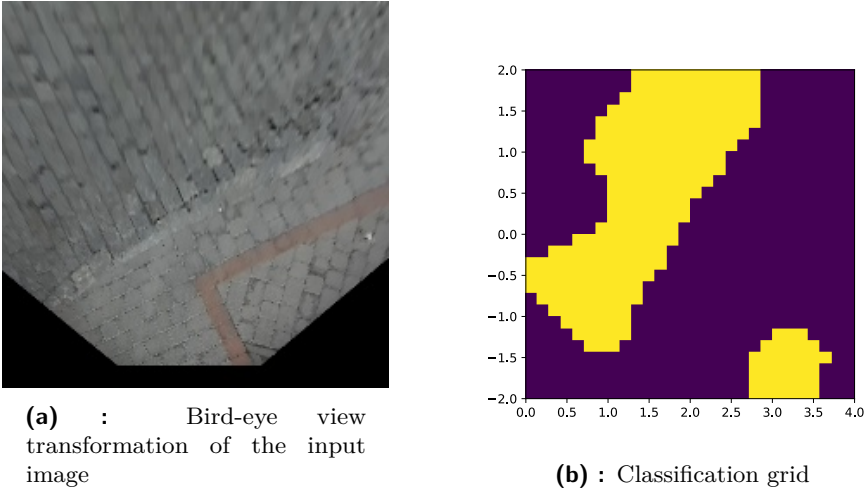 2.0
1.5
1.0
0.5
0.0
−0.5
−1.0
−1.5
−2.0
0.0 0.5 1.0 1.5 2.0 2.5 3.0 3.5 4.0
(a) : Bird-eye view
transformation of the input
image
(b) : Classification grid